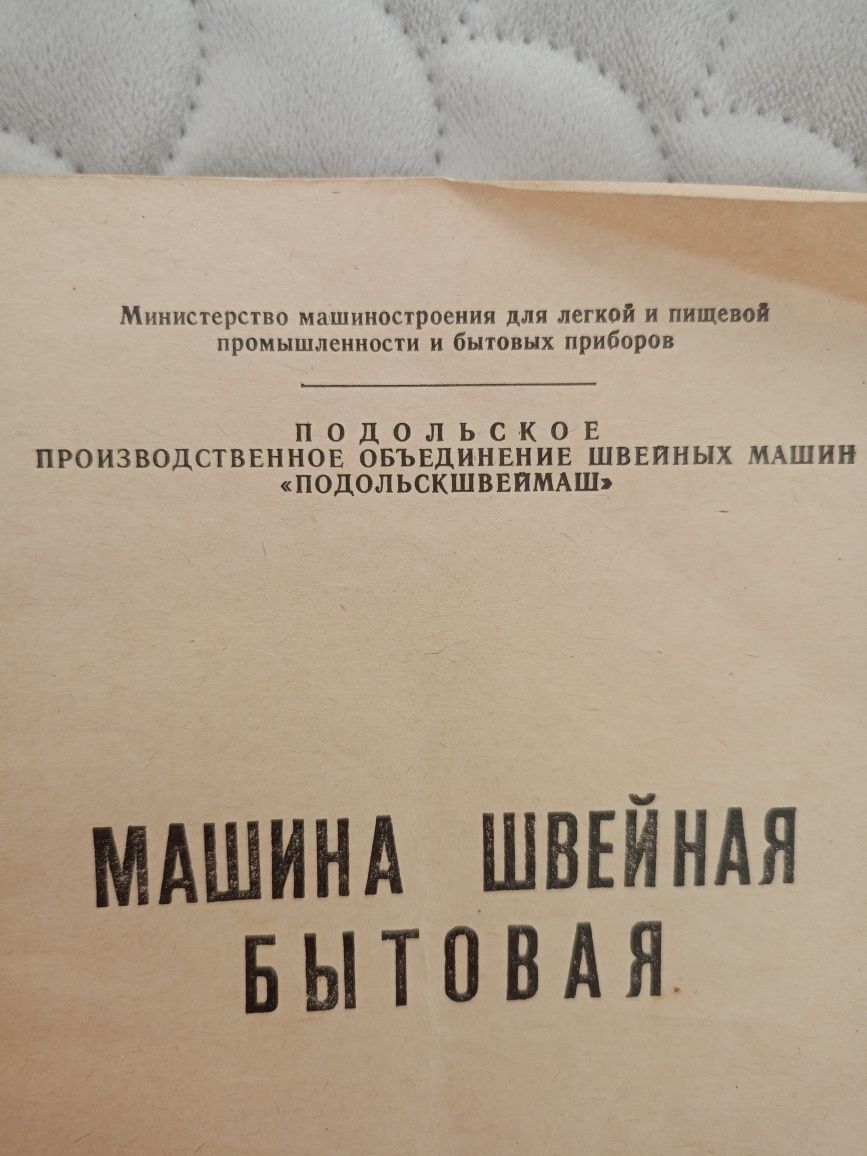 Министерство машиностроения для легкой и пищевой
промышленности и бытовых приборов
ПОДОЛЬСКОЕ
ПРОИЗВОДСТВЕННОЕ ОБЪЕДИНЕНИЕ ШВЕЙНЫХ МАШИН
«ПОДОЛЬСКШВЕЙМАШ»
МАШИНА ШВЕЙНАЯ
БЫТОВАЯ